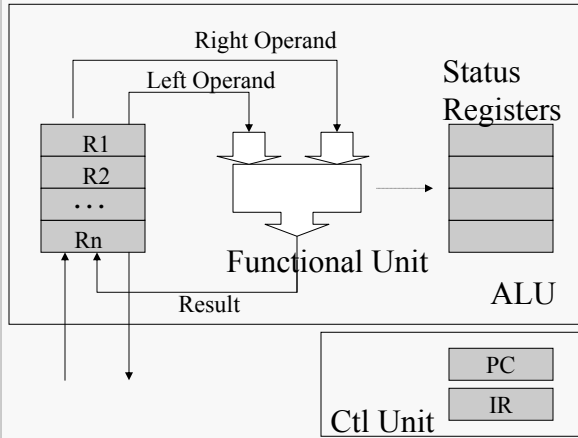 Right Operand
Left Operand
Status
Registers
R1
R2
...
Rn
Functional Unit
Result
ALU
PC
IR
Ctl Unit